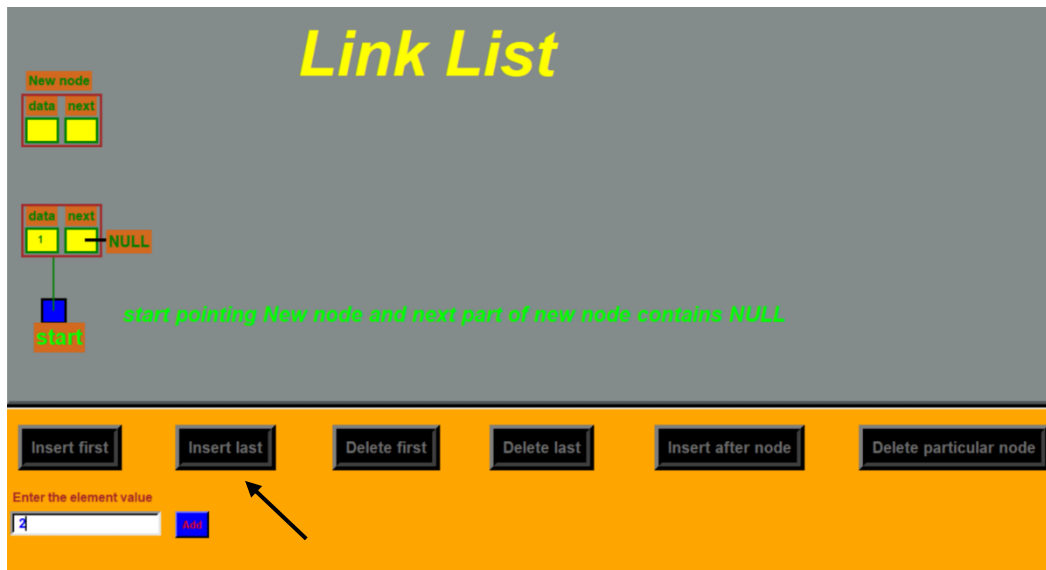 Link List
New node
data next
data next
1
NULL
start pointing New node and next part of new node contains NULL
start
Insert first Insert last Delete first Delete last Insert after node Delete particular node
Enter the element value
2 Add